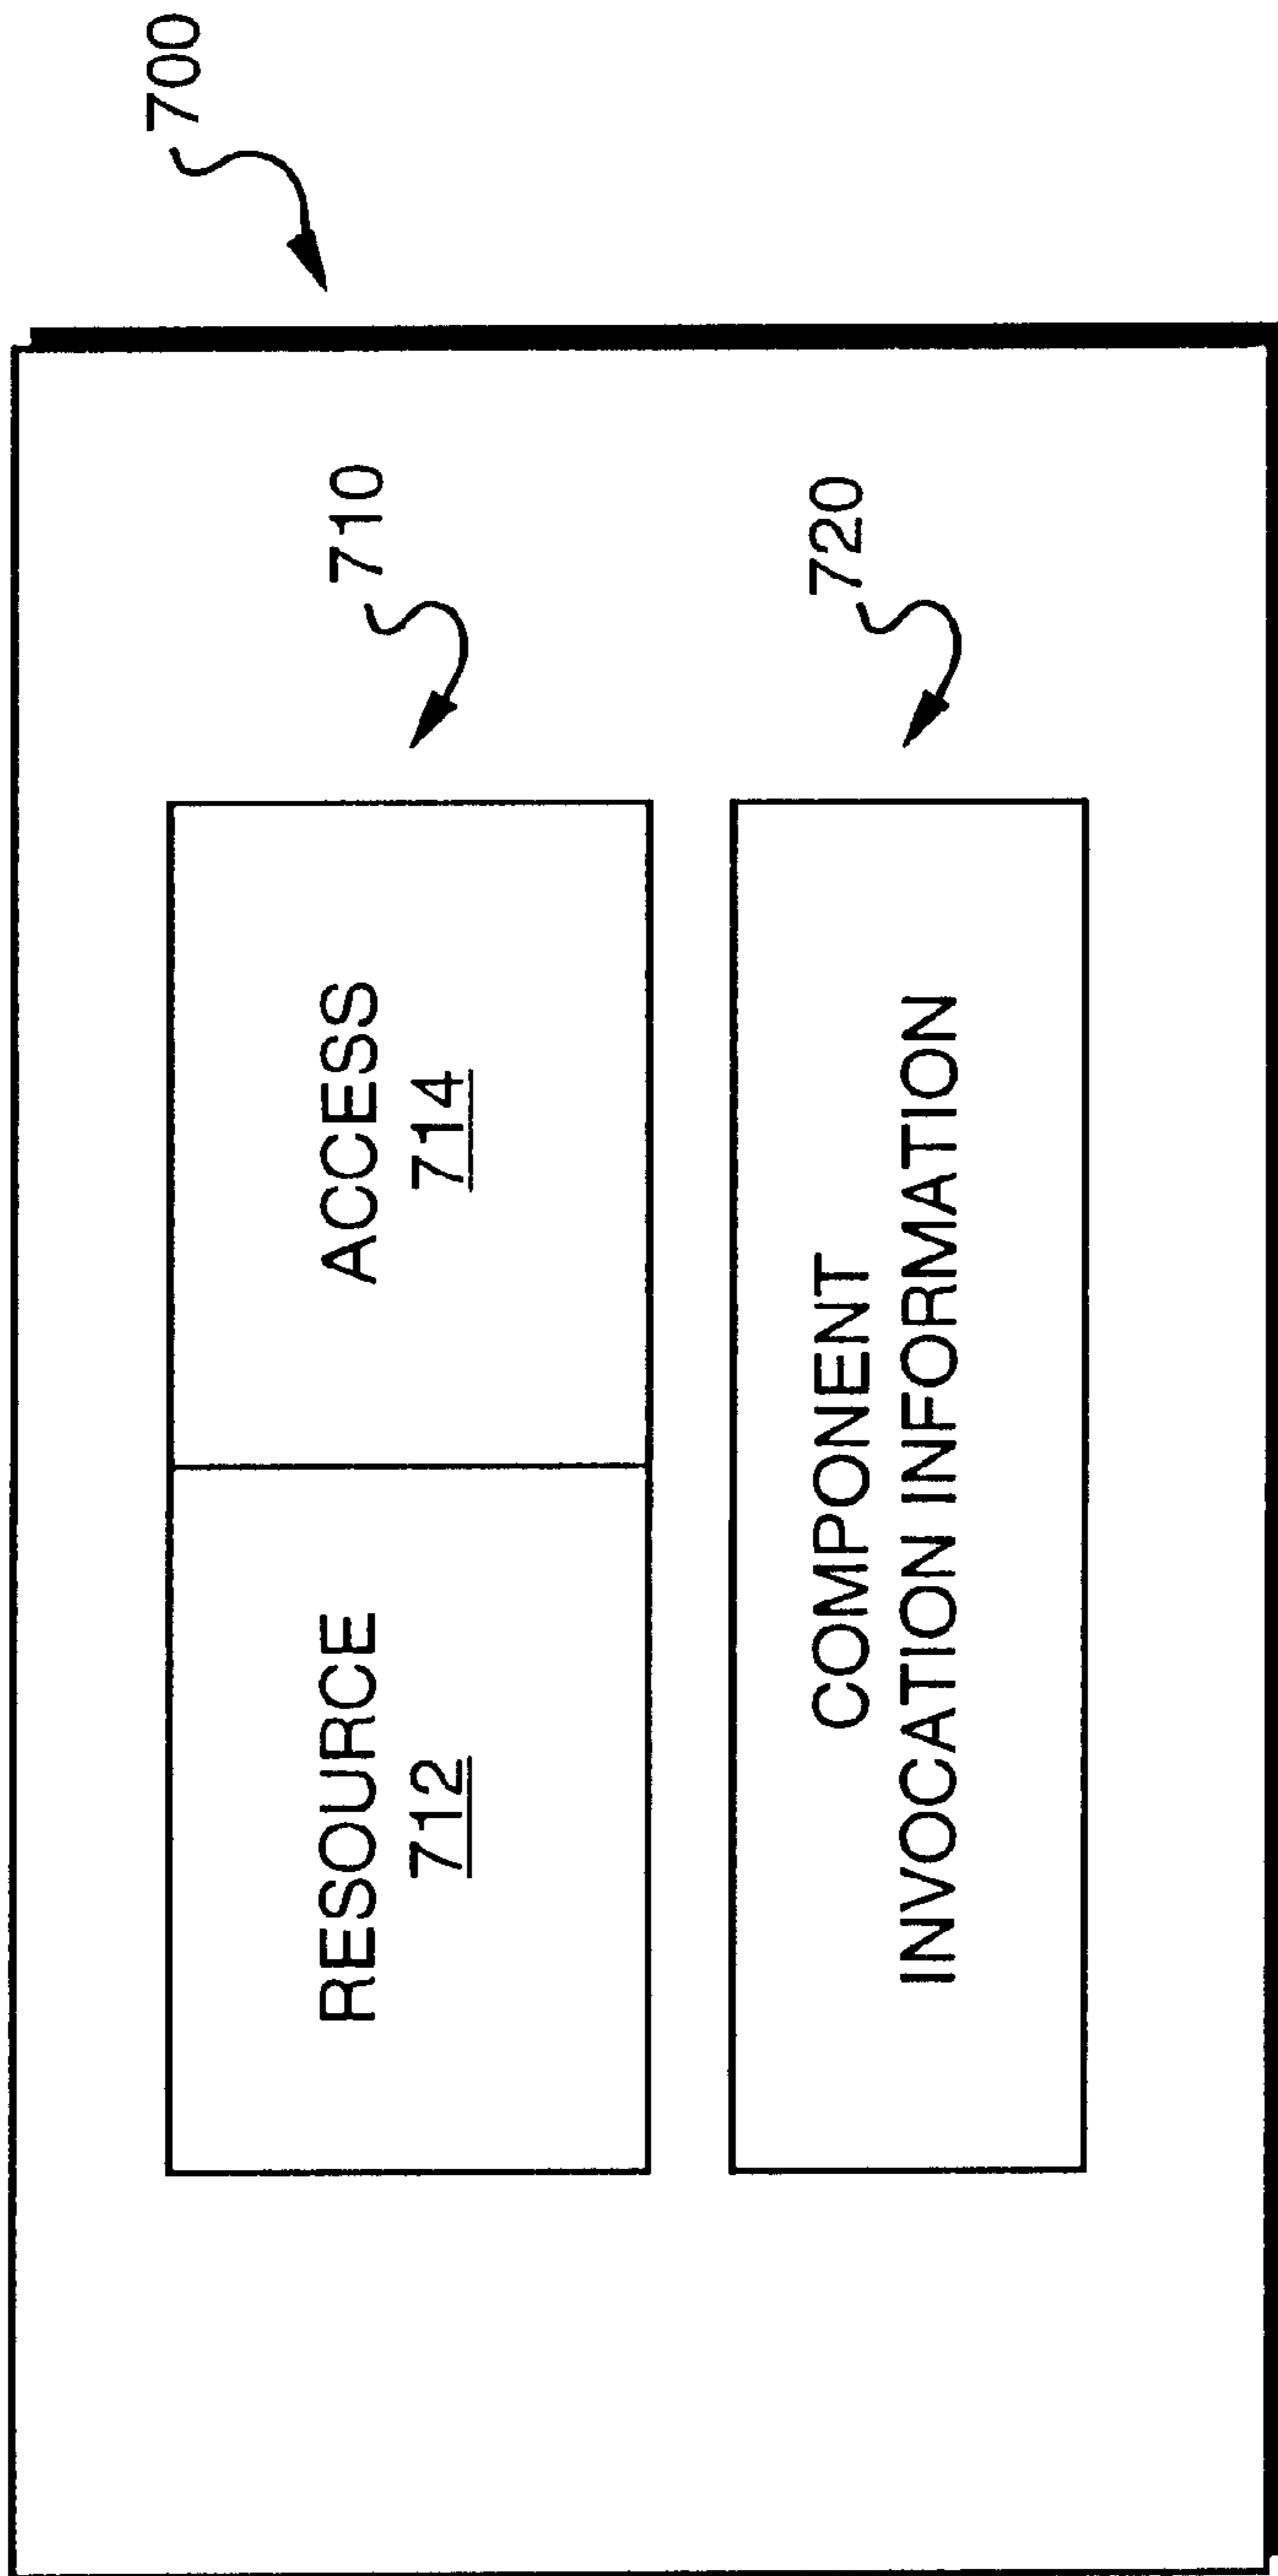 700
710
RESOURCE
712
ACCESS
714
720
COMPONENT
INVOCATION INFORMATION